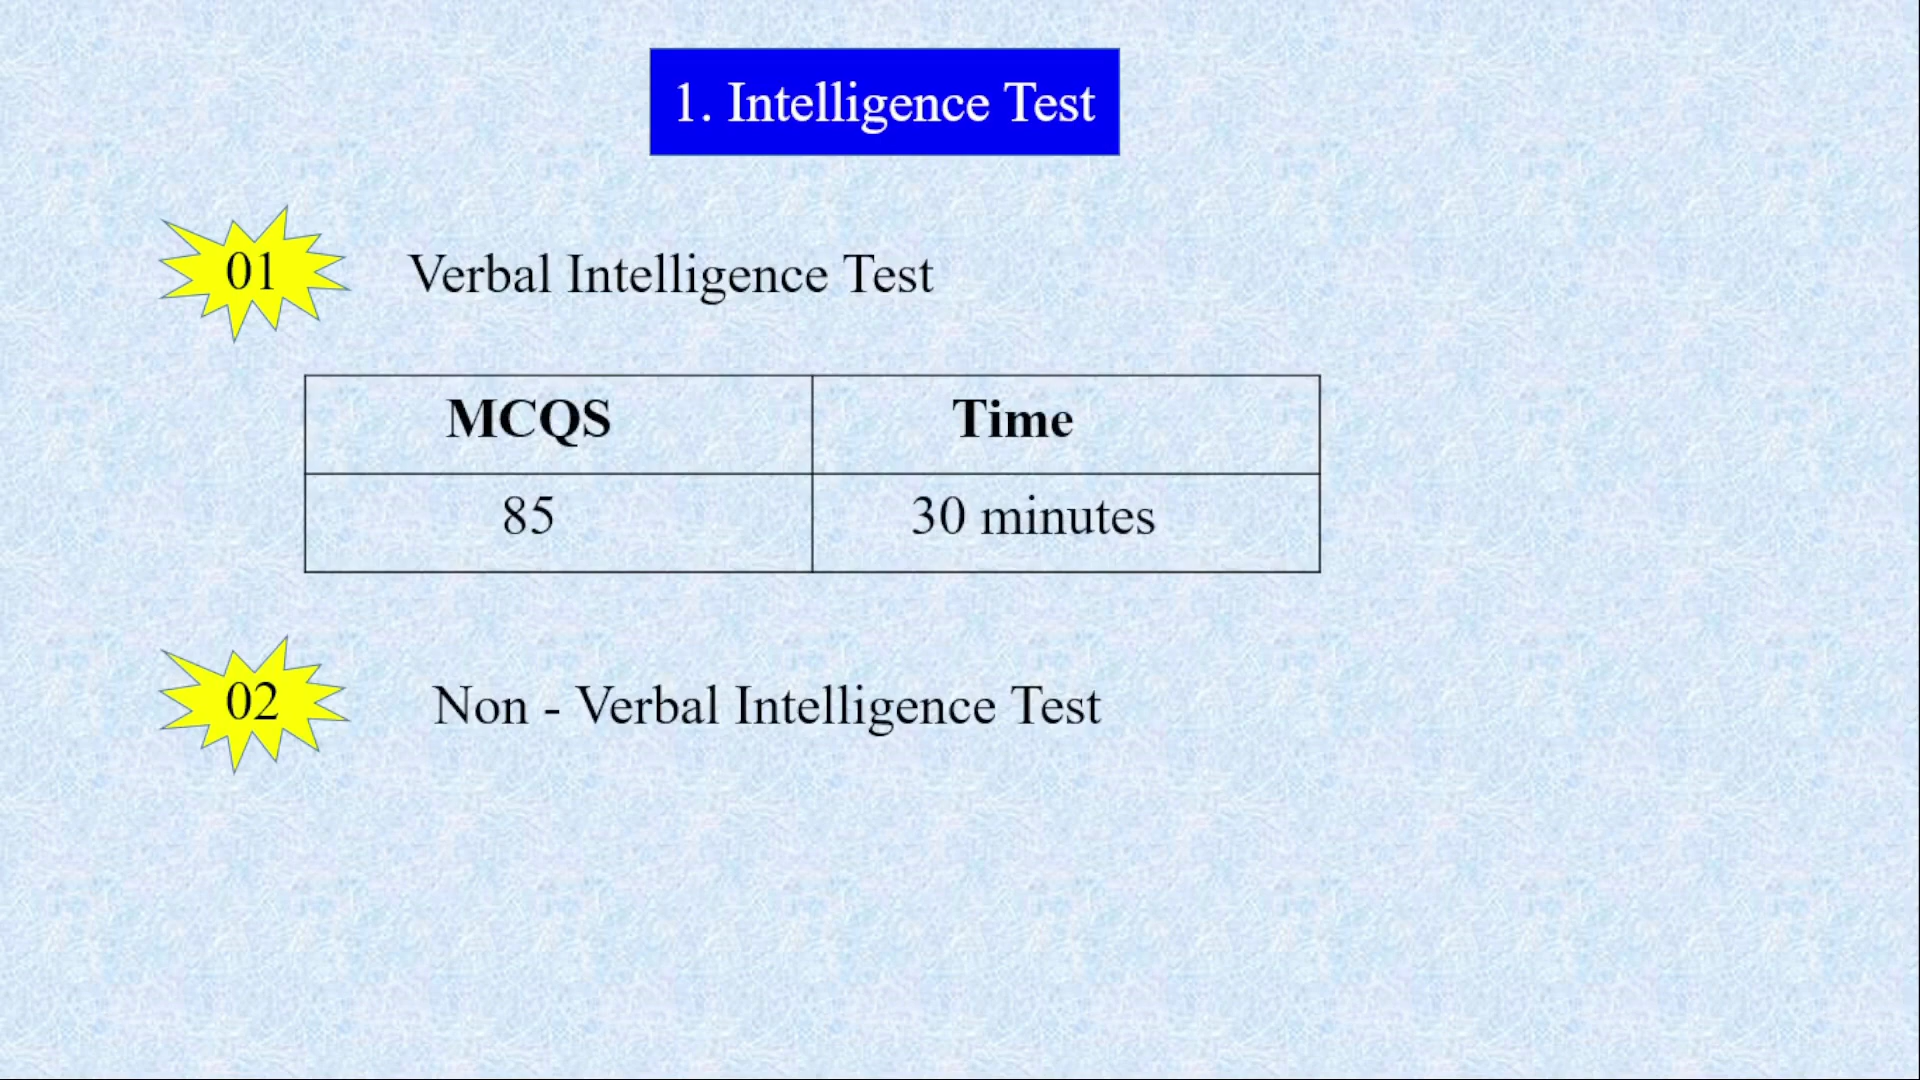 1. Intelligence Test
01 Verbal Intelligence Test
MCQS Time
85 30 minutes
02 Non - Verbal Intelligence Test